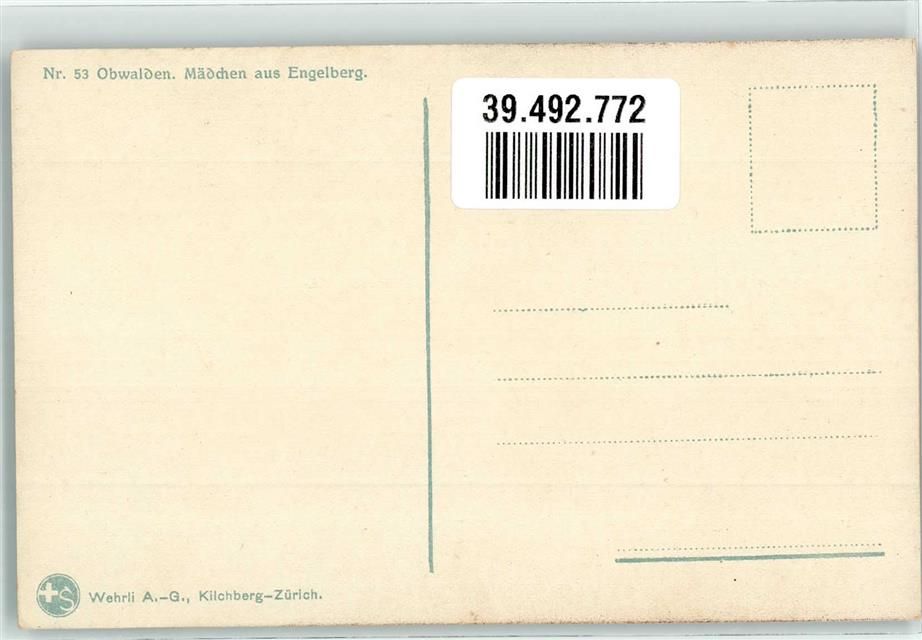 Nr. 53 Obwalden. Mädchen aus Engelberg.
39.492.772
S
Wehrli A.-G., Kilchberg-Zürich.